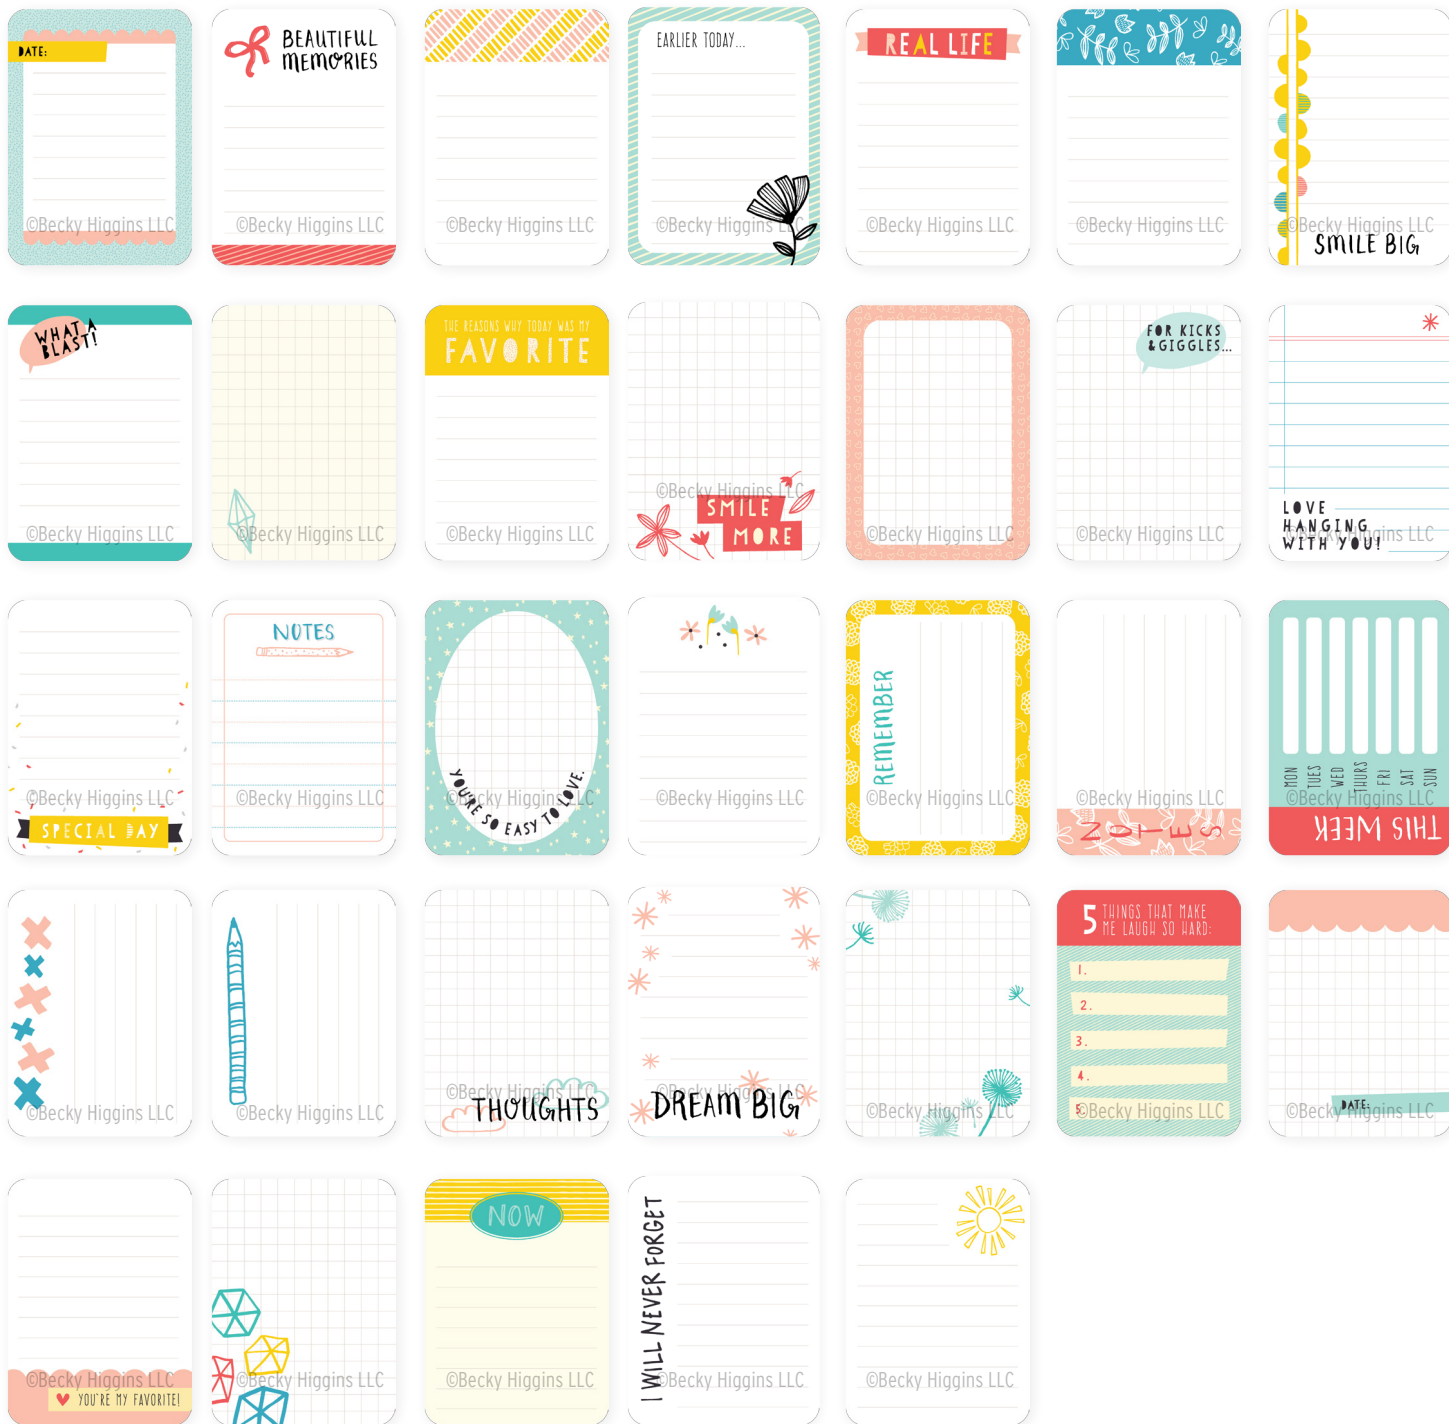 DATE:
©Becky Higgins LLC
BEAUTIFUL
MEMORIES
©Becky Higgins LLC
©Becky Higgins LLC
EARLIER TODAY...
©Becky Higgins LLC
REAL LIFE
©Becky Higgins LLC
©Becky Higgins LLC
©Becky Higgins LLC
SMILE BIG
WHAT A
BLAST!
©Becky Higgins LLC
©Becky Higgins LLC
THE REASONS WHY TODAY WAS MY
FAVORITE
©Becky Higgins LLC
©Becky Higgins LLC
SMILE
MORE
©Becky Higgins LLC
FOR KICKS
&GIGGLES...
©Becky Higgins LLC
LOVE
HANGING
WITH YOU!
©Becky Higgins LLC
©Becky Higgins LLC
SPECIAL DAY
NOTES
©Becky Higgins LLC
©Becky Higgins LLC
YOU'RE SO EASY TO LOVE.
©Becky Higgins LLC
REMEMBER
©Becky Higgins LLC
©Becky Higgins LLC
NOTES
MON
TUES
WED
THURS
FRI
SAT
SUN
©Becky Higgins LLC
THIS WEEK
©Becky Higgins LLC
©Becky Higgins LLC
©Becky Higgins LLC
THOUGHTS
©Becky Higgins LLC
DREAM BIG
©Becky Higgins LLC
5 THINGS THAT MAKE
ME LAUGH SO HARD:
1.
2.
3.
4.
5.
©Becky Higgins LLC
DATE:
©Becky Higgins LLC
©Becky Higgins LLC
YOU'RE MY FAVORITE!
©Becky Higgins LLC
NOW
©Becky Higgins LLC
I WILL NEVER FORGET
©Becky Higgins LLC
©Becky Higgins LLC